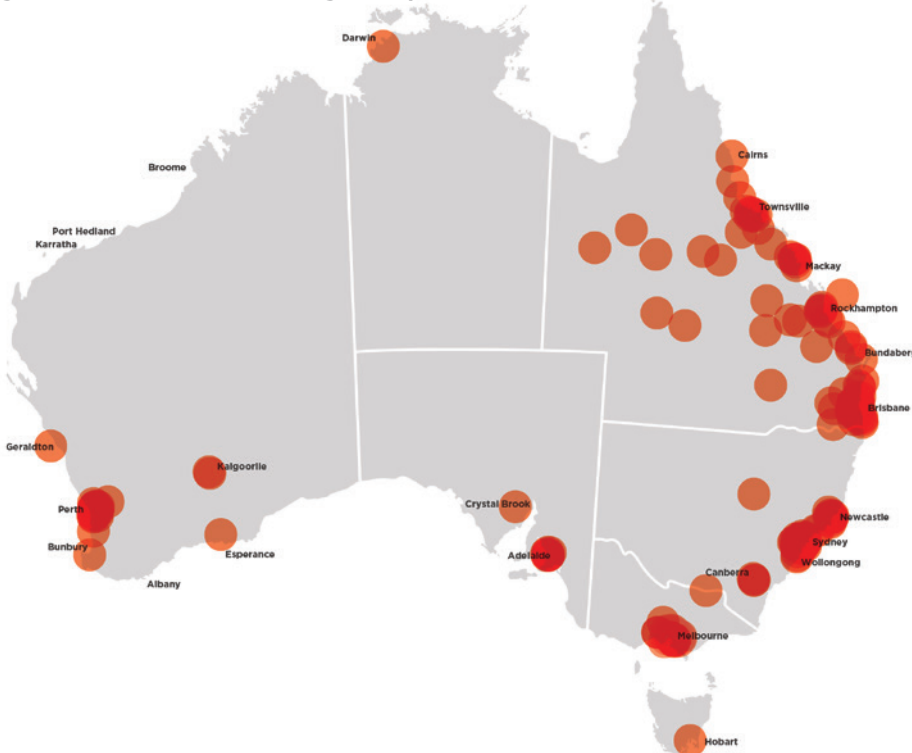 Darwin
Cairns
Broome
Townsville
Port Hedland
Karratha
Mackay
Rockhampton
Bundaberg
Brisbane
Geraldton
Kalgoorlie
Crystal Brook
Perth
Newcastle
Sydney
Bunbury
Esperance
Adelaide
Wollongong
Canberra
Albany
Melbourne
Hobart